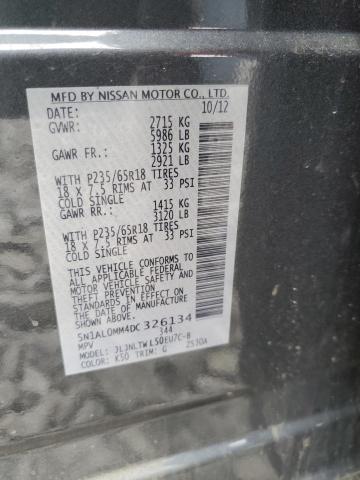 MFD BY NISSAN MOTOR CO., LTD.
DATE: 10/12
GVWR: 2715 KG
5986 LB
GAWR FR.: 1325 KG
2921 LB
WITH P235/65R18 TIRES
18 X 7.5 RIMS AT 33 PSI
COLD SINGLE
GAWR RR.: 1415 KG
3120 LB
WITH P235/65R18 TIRES
18 X 7.5 RIMS AT 33 PSI
COLD SINGLE
THIS VEHICLE CONFORMS TO
ALL APPLICABLE FEDERAL
MOTOR VEHICLE SAFETY AND
THEFT PREVENTION STANDARDS
IN EFFECT ON THE
DATE OF MANUFACTURE
5N1AL0MM4DC326134
MPV 344
MODEL: JLJNLTWL50EU7C-B
COLOR: K50 TRIM: G 2530A